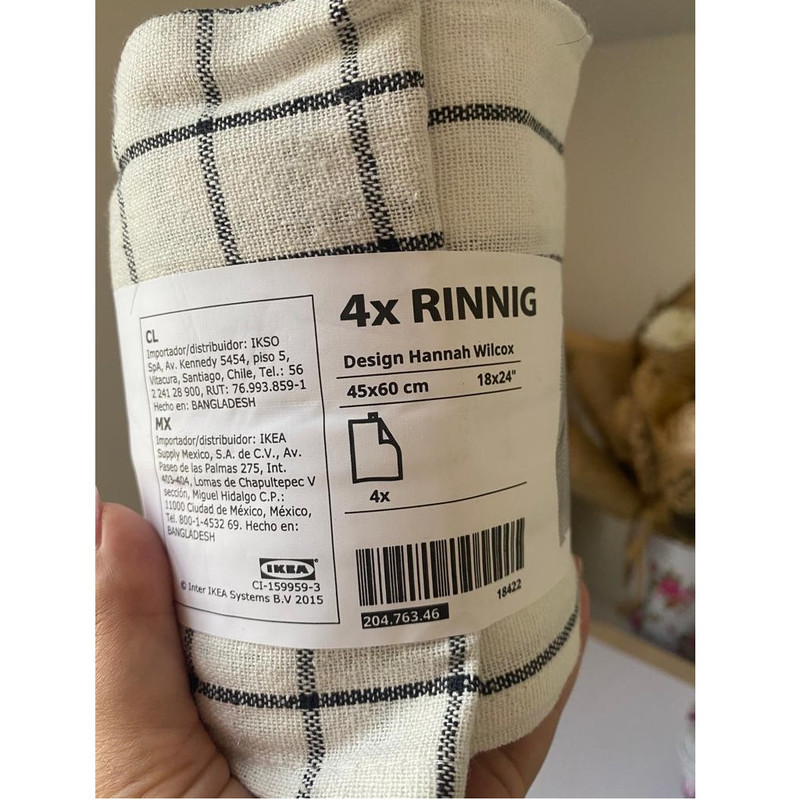 CL
Importador/distribuidor: IKSO
SpA, Av. Kennedy 5454, piso 5,
Vitacura, Santiago, Chile, Tel.: 56
2 241 28 900, RUT: 76.993.859-1
Hecho en: BANGLADESH
MX
Importador/distribuidor: IKEA
Supply Mexico, S.A. de C.V., Av.
Paseo de las Palmas 275, Int.
403-404, Lomas de Chapultepec V
sección, Miguel Hidalgo C.P.:
11000 Ciudad de México, México,
Tel. 800-1-4532 69. Hecho en:
BANGLADESH
IKEA
CI-159959-3
© Inter IKEA Systems B.V 2015
4x RINNIG
Design Hannah Wilcox
45x60 cm 18x24"
4x
18422
204.763.46